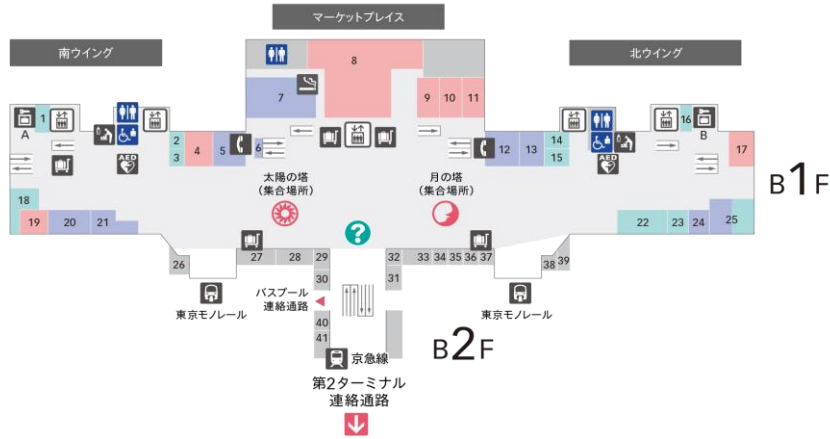 マーケットプレイス
南ウイング
北ウイング
8
7
9
10
11
A
1
16
B
2
3
4
5
6
12
13
14
15
17
AED
AED
太陽の塔
(集合場所)
月の塔
(集合場所)
B1F
18
19
20
21
22
23
24
25
?
26
27
28
29
30
32
31
33
34
35
36
37
38
39
東京モノレール
バスプール
連絡通路
東京モノレール
40
41
B2F
京急線
第2ターミナル
連絡通路